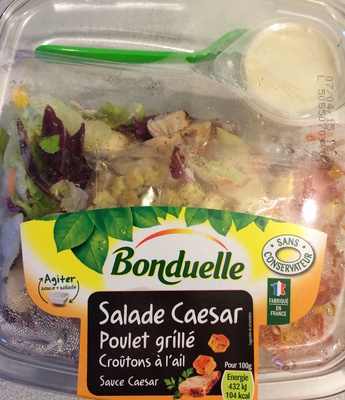 Bonduelle
SANS
CONSERVATEUR
Agiter
sauce + salade
FABRIQUÉ
EN
FRANCE
Salade Caesar
Poulet grillé
Croûtons à l'ail
Sauce Caesar
Pour 100g
Energie
432 kJ
104 kcal